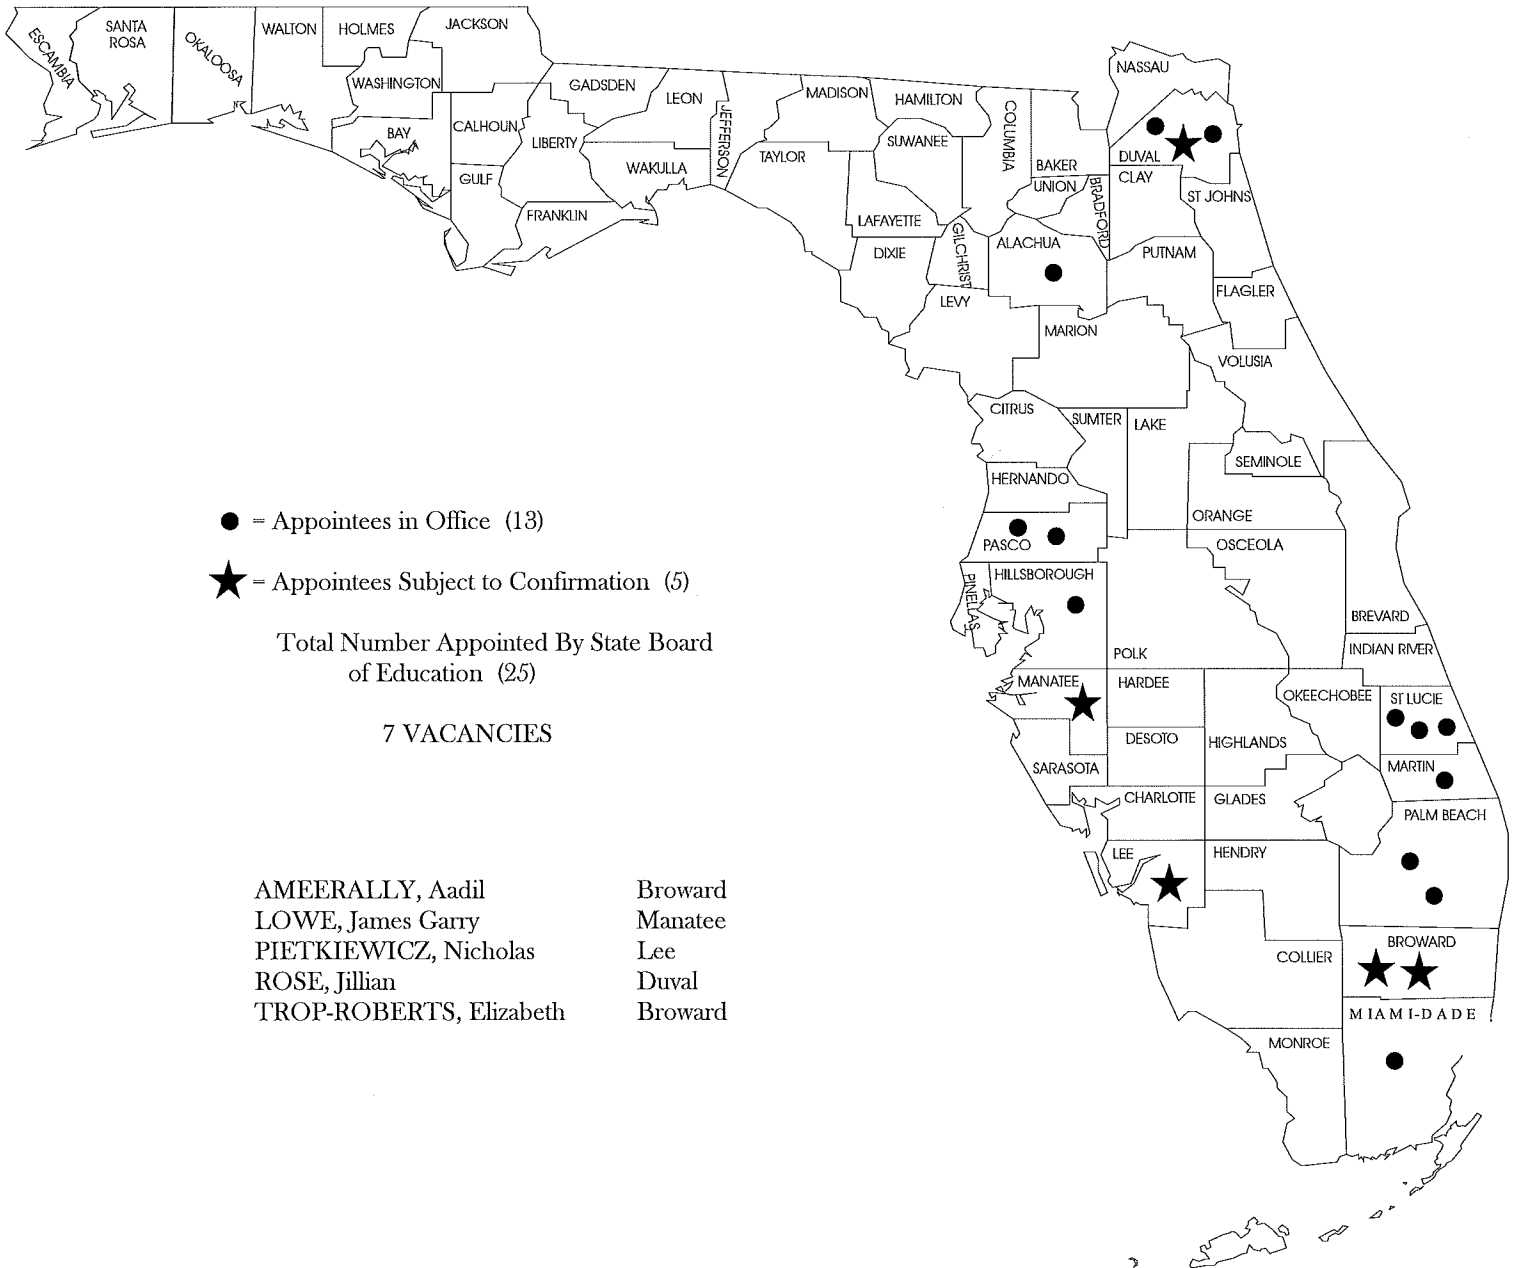 ESCAMBIA
SANTA
ROSA
OKALOOSA
WALTON
HOLMES
JACKSON
WASHINGTON
BAY
CALHOUN
GULF
GADSDEN
LIBERTY
FRANKLIN
LEON
WAKULLA
JEFFERSON
MADISON
TAYLOR
HAMILTON
SUWANEE
LAFAYETTE
DIXIE
COLUMBIA
GILCHRIST
LEVY
BAKER
UNION
BRADFORD
ALACHUA
NASSAU
DUVAL
CLAY
ST JOHNS
PUTNAM
FLAGLER
MARION
VOLUSIA
CITRUS
SUMTER
LAKE
SEMINOLE
HERNANDO
ORANGE
PASCO
OSCEOLA
HILLSBOROUGH
PINELLAS
POLK
BREVARD
INDIAN RIVER
MANATEE
HARDEE
OKEECHOBEE
ST LUCIE
DESOTO
HIGHLANDS
SARASOTA
MARTIN
CHARLOTTE
GLADES
PALM BEACH
LEE
HENDRY
COLLIER
BROWARD
MIAMI-DADE
MONROE
= Appointees in Office (13)
= Appointees Subject to Confirmation (5)
Total Number Appointed By State Board
of Education (25)
7 VACANCIES
AMEERALLY, Aadil Broward
LOWE, James Garry Manatee
PIETKIEWICZ, Nicholas Lee
ROSE, Jillian Duval
TROP-ROBERTS, Elizabeth Broward